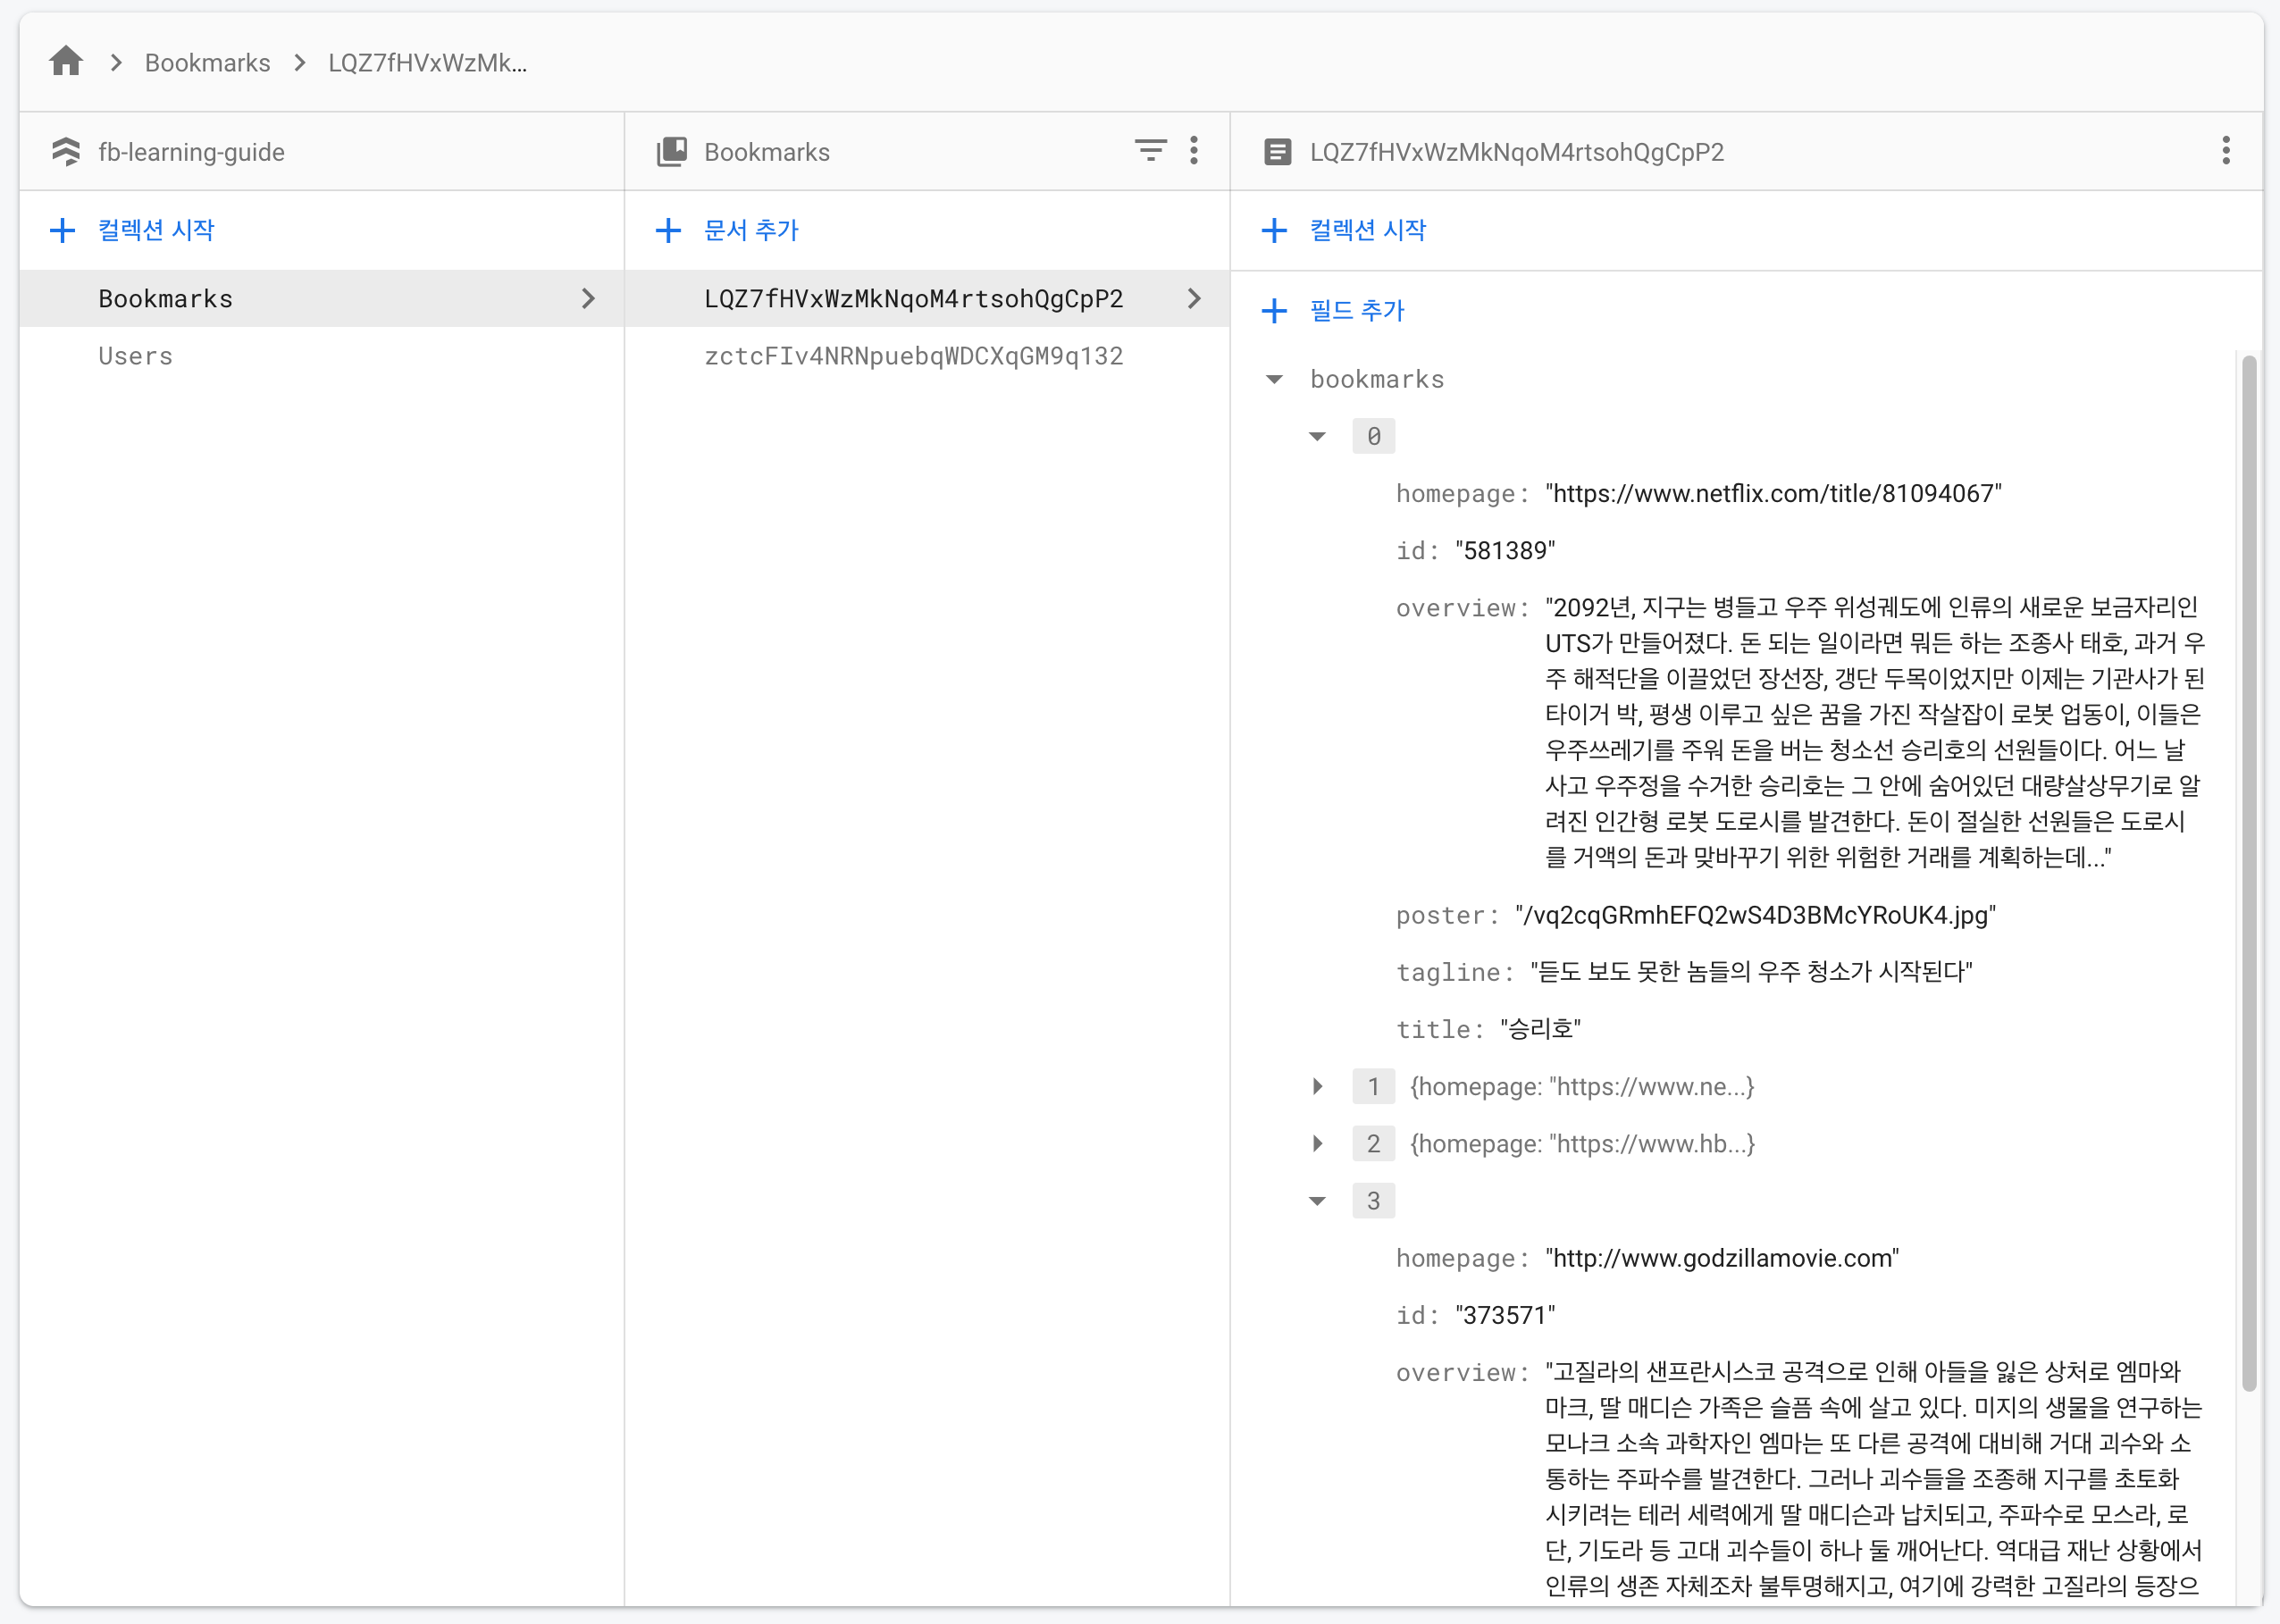 Bookmarks
LQZ7fHVxWzMk...
fb-learning-guide
컬렉션 시작
Bookmarks
Users
Bookmarks
문서 추가
LQZ7fHVxWzMkNqoM4rtsohQgCpP2
zctcFIv4NRNpuebqWDCXqGM9q132
LQZ7fHVxWzMkNqoM4rtsohQgCpP2
컬렉션 시작
필드 추가
bookmarks
0
homepage: "https://www.netflix.com/title/81094067"
id: "581389"
overview: "2092년, 지구는 병들고 우주 위성궤도에 인류의 새로운 보금자리인
UTS가 만들어졌다. 돈 되는 일이라면 뭐든 하는 조종사 태호, 과거 우
주 해적단을 이끌었던 장선장, 갱단 두목이었지만 이제는 기관사가 된
타이거 박, 평생 이루고 싶은 꿈을 가진 작살잡이 로봇 업동이, 이들은
우주쓰레기를 주워 돈을 버는 청소선 승리호의 선원들이다. 어느 날
사고 우주정을 수거한 승리호는 그 안에 숨어있던 대량살상무기로 알
려진 인간형 로봇 도로시를 발견한다. 돈이 절실한 선원들은 도로시
를 거액의 돈과 맞바꾸기 위한 위험한 거래를 계획하는데..."
poster: "/vq2cqGRmhEFQ2wS4D3BMcYRoUK4.jpg"
tagline: "듣도 보도 못한 놈들의 우주 청소가 시작된다"
title: "승리호"
1 {homepage: "https://www.ne...}
2 {homepage: "https://www.hb...}
3
homepage: "http://www.godzillamovie.com"
id: "373571"
overview: "고질라의 샌프란시스코 공격으로 인해 아들을 잃은 상처로 엠마와
마크, 딸 매디슨 가족은 슬픔 속에 살고 있다. 미지의 생물을 연구하는
모나크 소속 과학자인 엠마는 또 다른 공격에 대비해 거대 괴수와 소
통하는 주파수를 발견한다. 그러나 괴수들을 조종해 지구를 초토화
시키려는 테러 세력에게 딸 매디슨과 납치되고, 주파수로 모스라, 로
단, 기도라 등 고대 괴수들이 하나 둘 깨어난다. 역대급 재난 상황에서
인류의 생존 자체조차 불투명해지고, 여기에 강력한 고질라의 등장으